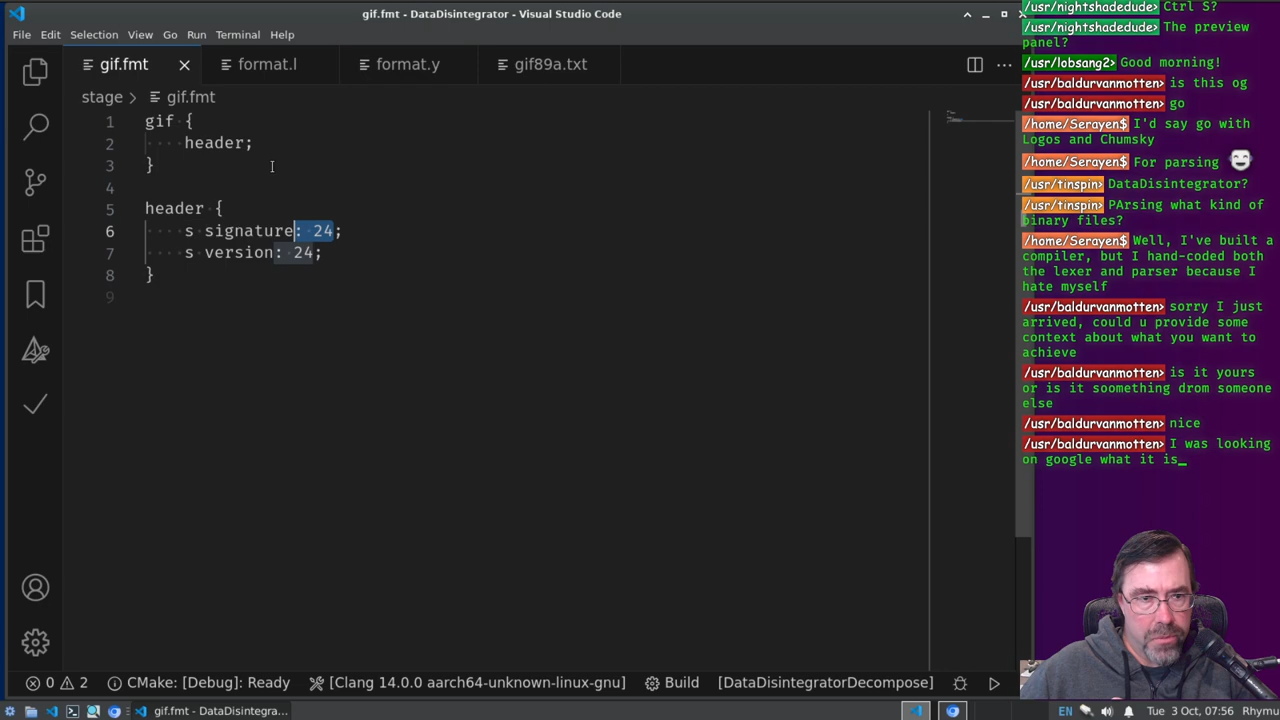 gif.fmt - DataDisintegrator - Visual Studio Code
File Edit Selection View Go Run Terminal Help
gif.fmt format.l format.y gif89a.txt
stage > gif.fmt
1 gif {
2 ···· header;
3 }
4
5 header {
6 ···· s signature: 24;
7 ···· s version: 24;
8 }
9
0 2 CMake: [Debug]: Ready [Clang 14.0.0 aarch64-unknown-linux-gnu] Build [DataDisintegratorDecompose]
gif.fmt - DataDisintegra...
EN Tue 3 Oct, 07:56 Rhymu
/usr/nightshadedude> Ctrl S?
/usr/nightshadedude> The preview
panel?
/usr/lobsang2> Good morning!
/usr/baldurvanmotten> is this og
/usr/baldurvanmotten> go
/home/Serayen$ I'd say go with
Logos and Chumsky
/home/Serayen$ For parsing
/usr/tinspin> DataDisintegrator?
/usr/tinspin> PArsing what kind of
binary files?
/home/Serayen$ Well, I've built a
compiler, but I hand-coded both
the lexer and parser because I
hate myself
/usr/baldurvanmotten> sorry I just
arrived, could u provide some
context about what you want to
achieve
/usr/baldurvanmotten> is it yours
or is it soomething drom someone
else
/usr/baldurvanmotten> nice
/usr/baldurvanmotten> I was looking
on google what it is_